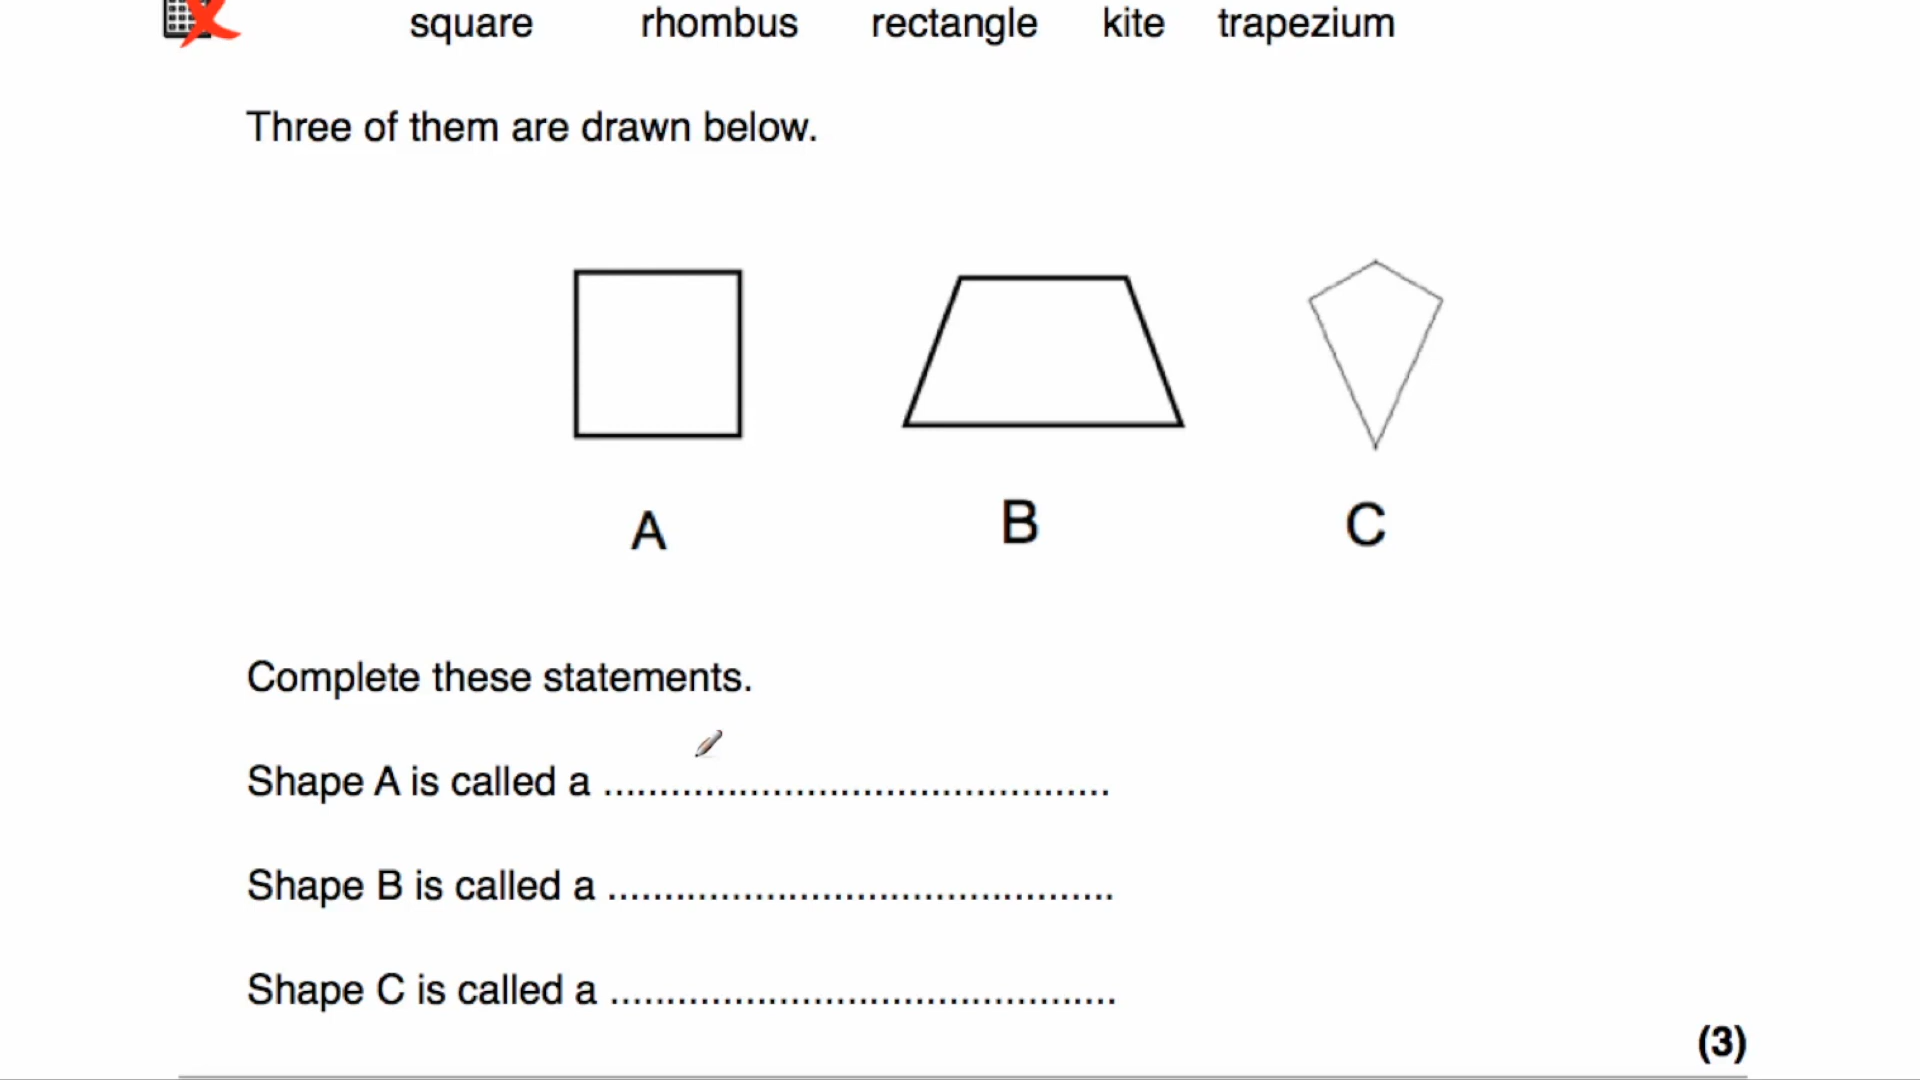 square rhombus rectangle kite trapezium
Three of them are drawn below.
A B C
Complete these statements.
Shape A is called a .............................................
Shape B is called a .............................................
Shape C is called a .............................................
(3)